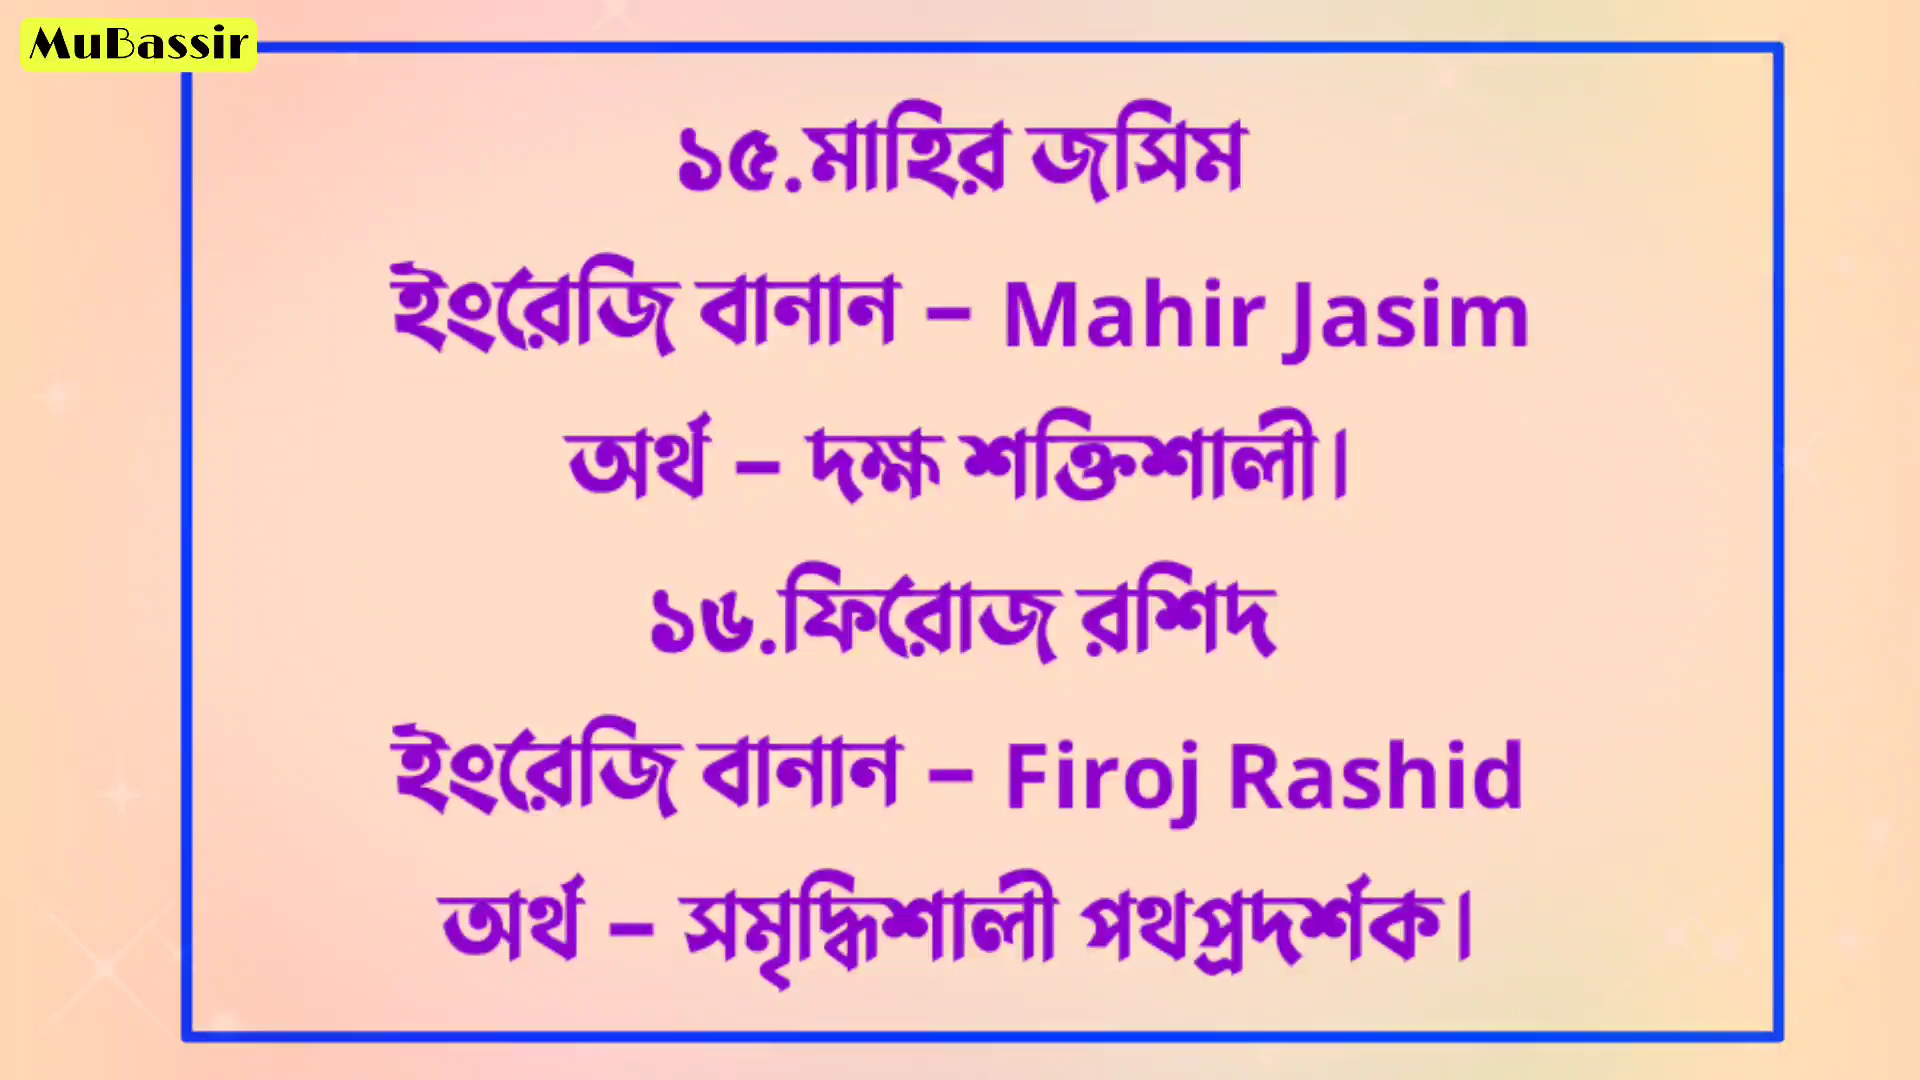 MuBassir
১৫.মাহির জসিম
ইংরেজি বানান – Mahir Jasim
অর্থ – দক্ষ শক্তিশালী।
১৬.ফিরোজ রশিদ
ইংরেজি বানান – Firoj Rashid
অর্থ – সমৃদ্ধিশালী পথপ্রদর্শক।